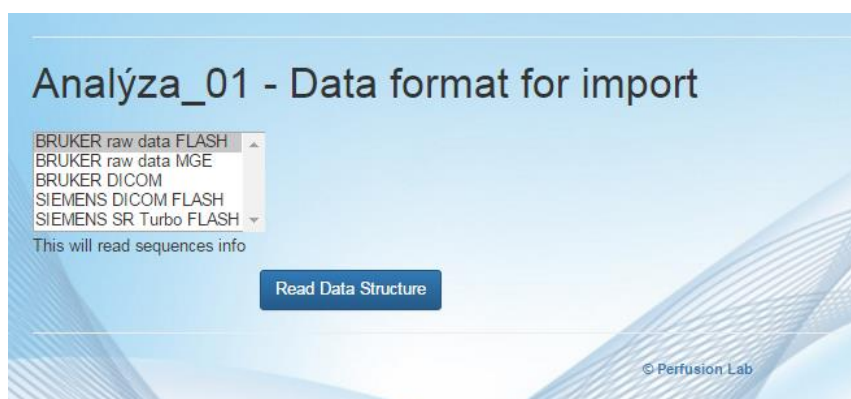 Analýza_01 - Data format for import
BRUKER raw data FLASH
BRUKER raw data MGE
BRUKER DICOM
SIEMENS DICOM FLASH
SIEMENS SR Turbo FLASH
This will read sequences info
Read Data Structure
© Perfusion Lab